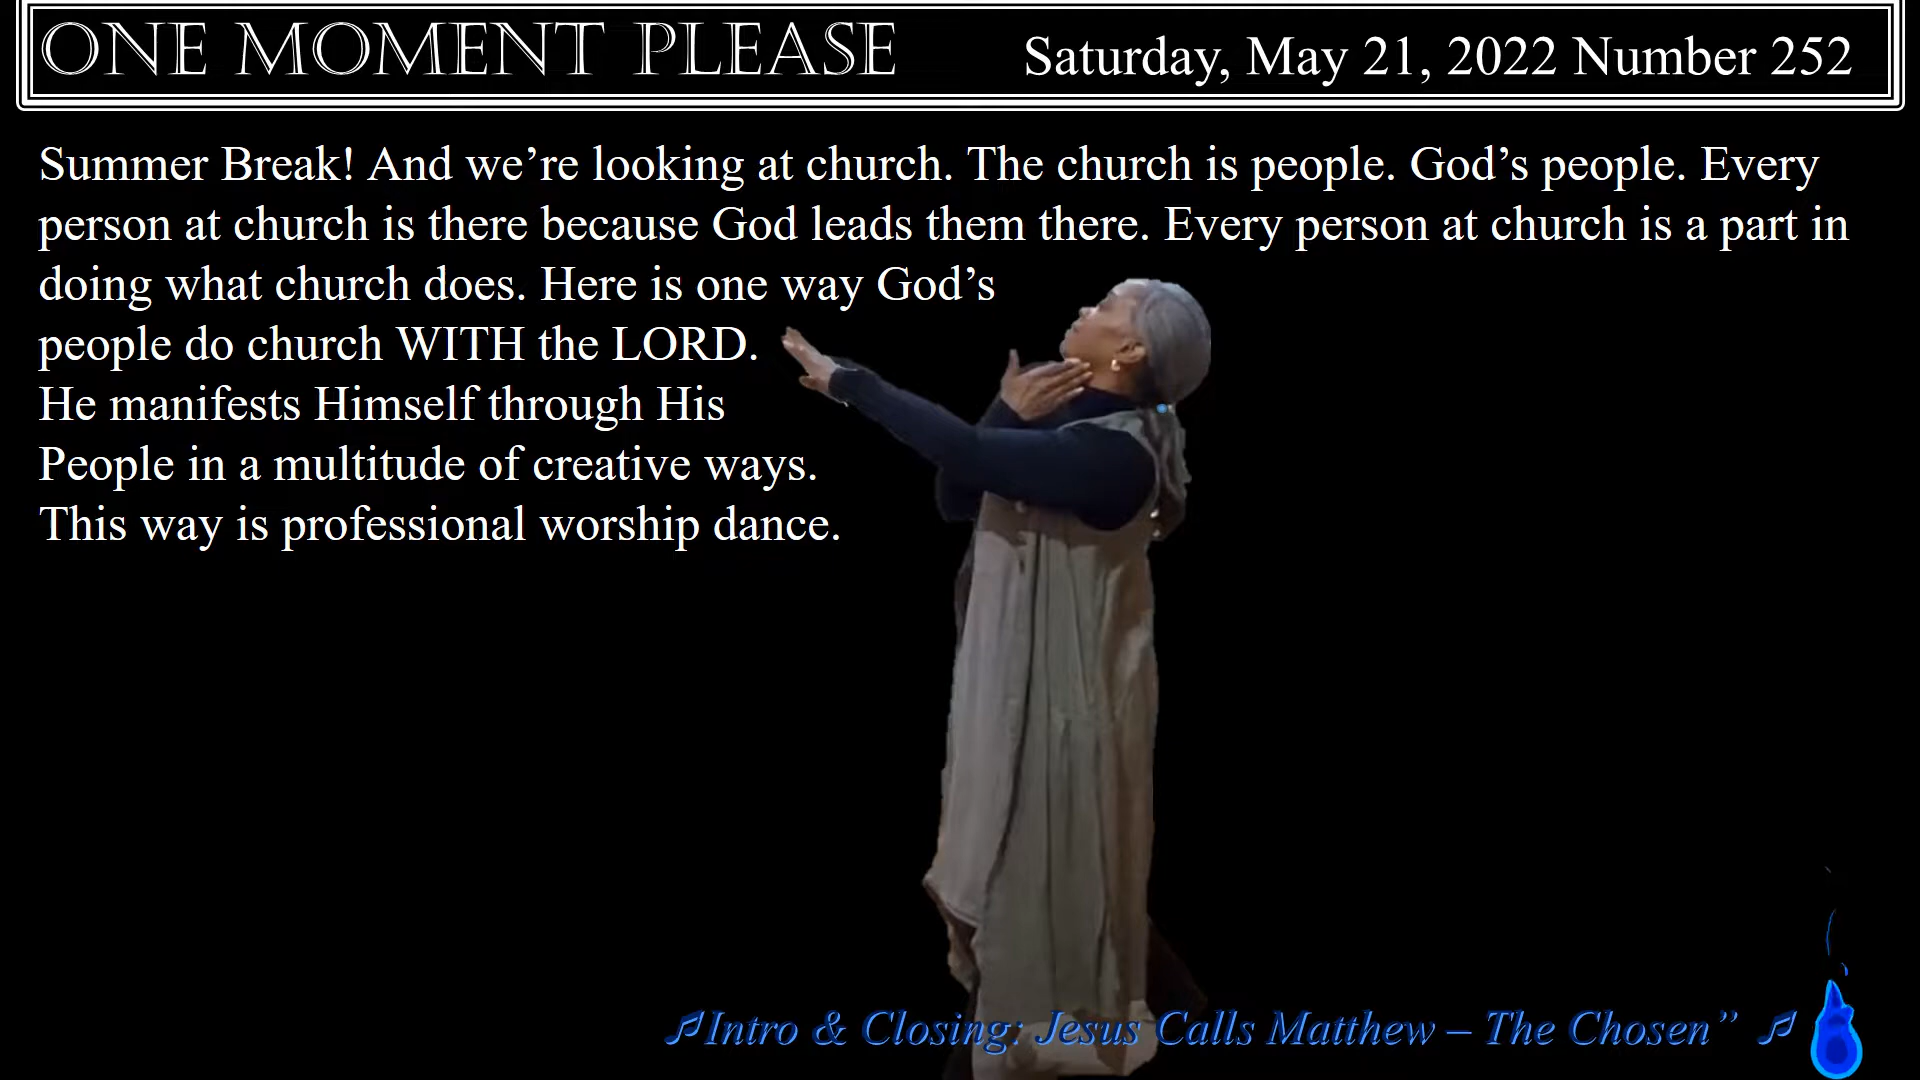 ONE MOMENT PLEASE
Saturday, May 21, 2022 Number 252
Summer Break! And we’re looking at church. The church is people. God’s people. Every
person at church is there because God leads them there. Every person at church is a part in
doing what church does. Here is one way God’s
people do church WITH the LORD.
He manifests Himself through His
People in a multitude of creative ways.
This way is professional worship dance.
♫Intro & Closing: Jesus Calls Matthew – The Chosen” ♫